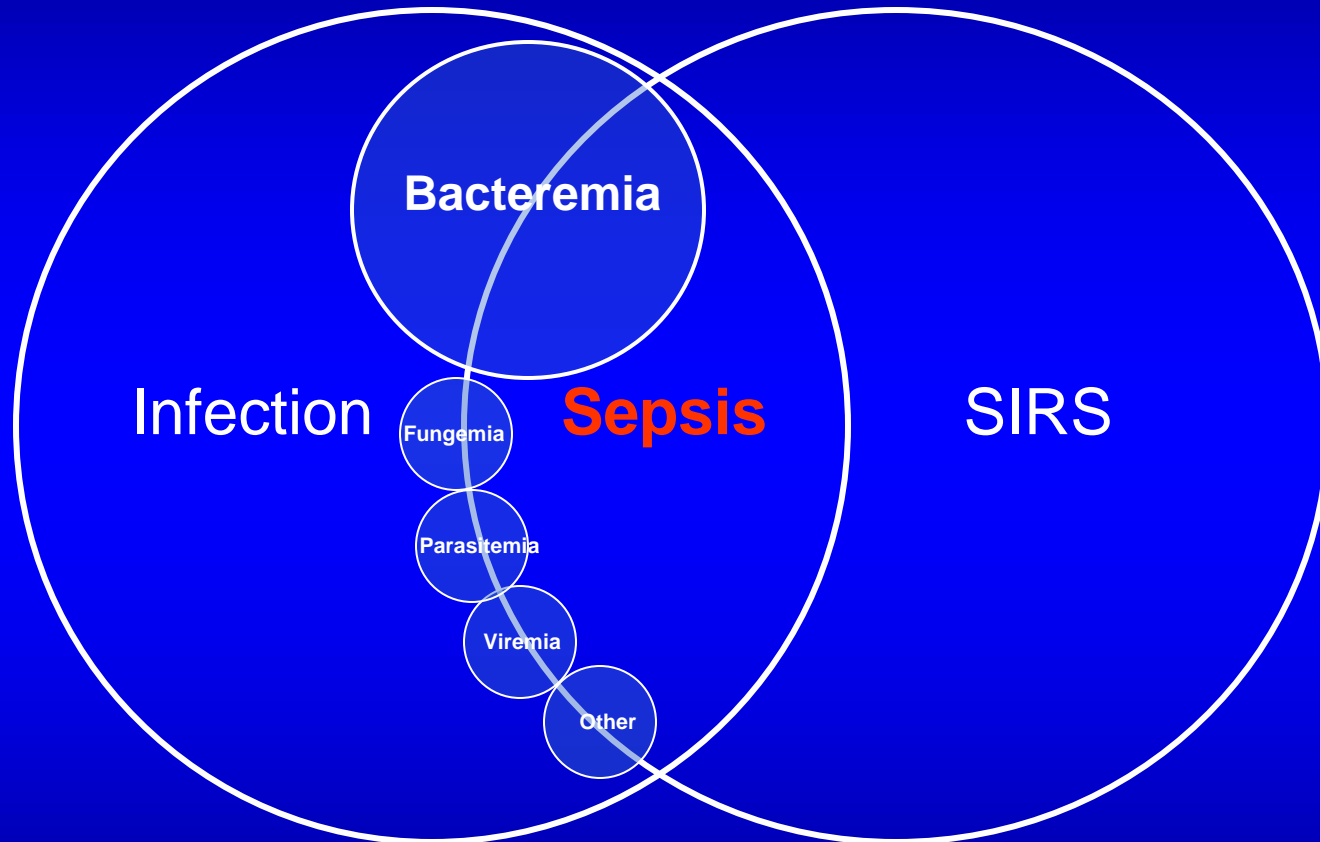 Bacteremia
Infection
Sepsis
SIRS
Fungemia
Parasitemia
Viremia
Other